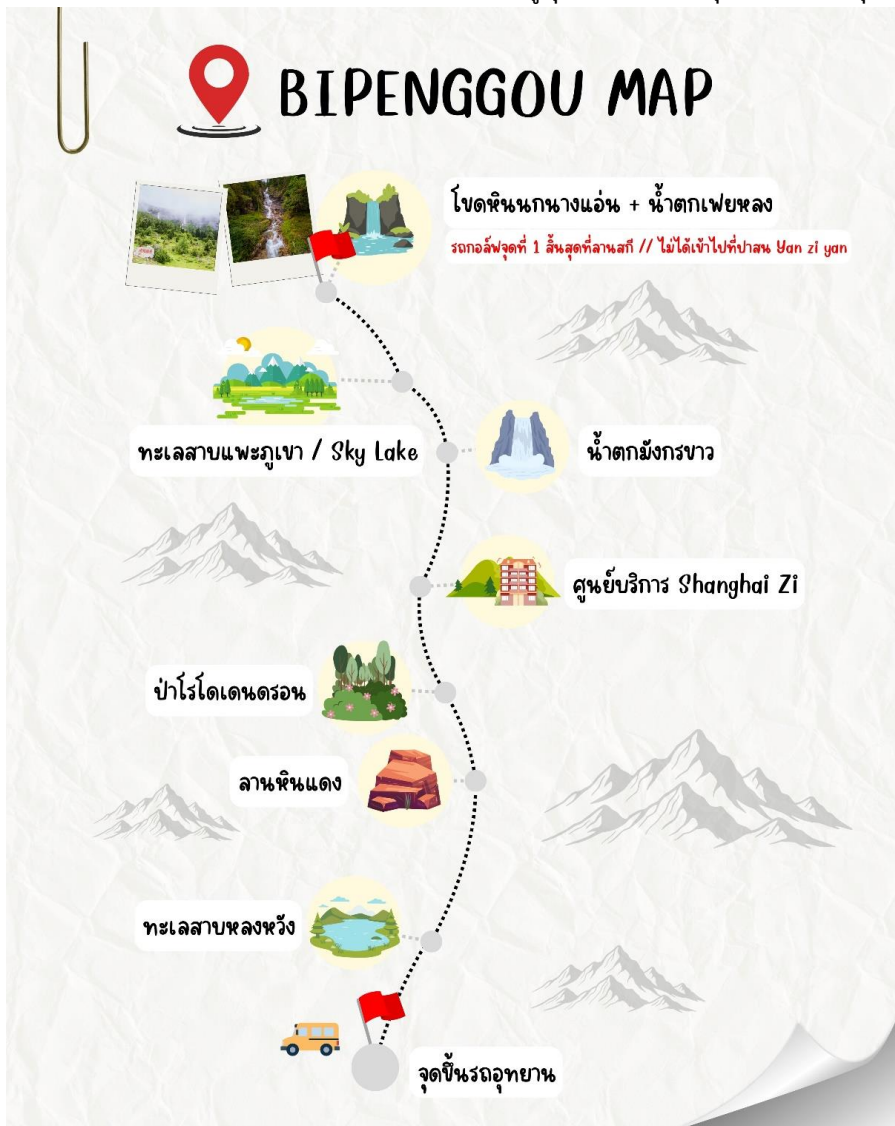 BIPENGGOU MAP
โขดหินนกนางแอ่น + น้ำตกเฟยหลง
รถกอล์ฟจุดที่ 1 สิ้นสุดที่ลานสกี // ไม่ได้เข้าไปที่ป่าสน Yan zi yan
ทะเลสาบแพะภูเขา / Sky Lake
น้ำตกมังกรขาว
ศูนย์บริการ Shanghai Zi
ป่าโรโดเดนดรอน
ลานหินแดง
ทะเลสาบหลงหวัง
จุดขึ้นรถอุทยาน